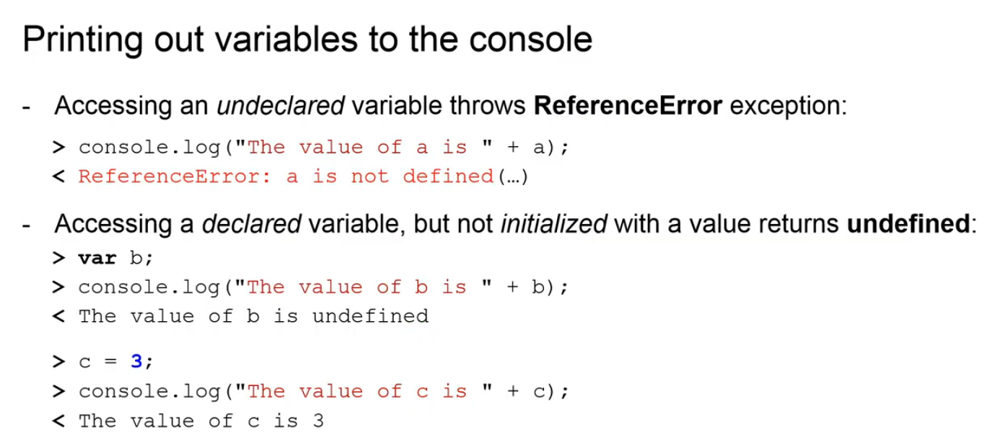 Printing out variables to the console
- Accessing an undeclared variable throws ReferenceError exception:
> console.log("The value of a is " + a);
< ReferenceError: a is not defined(…)
- Accessing a declared variable, but not initialized with a value returns undefined:
> var b;
> console.log("The value of b is " + b);
< The value of b is undefined
> c = 3;
> console.log("The value of c is " + c);
< The value of c is 3